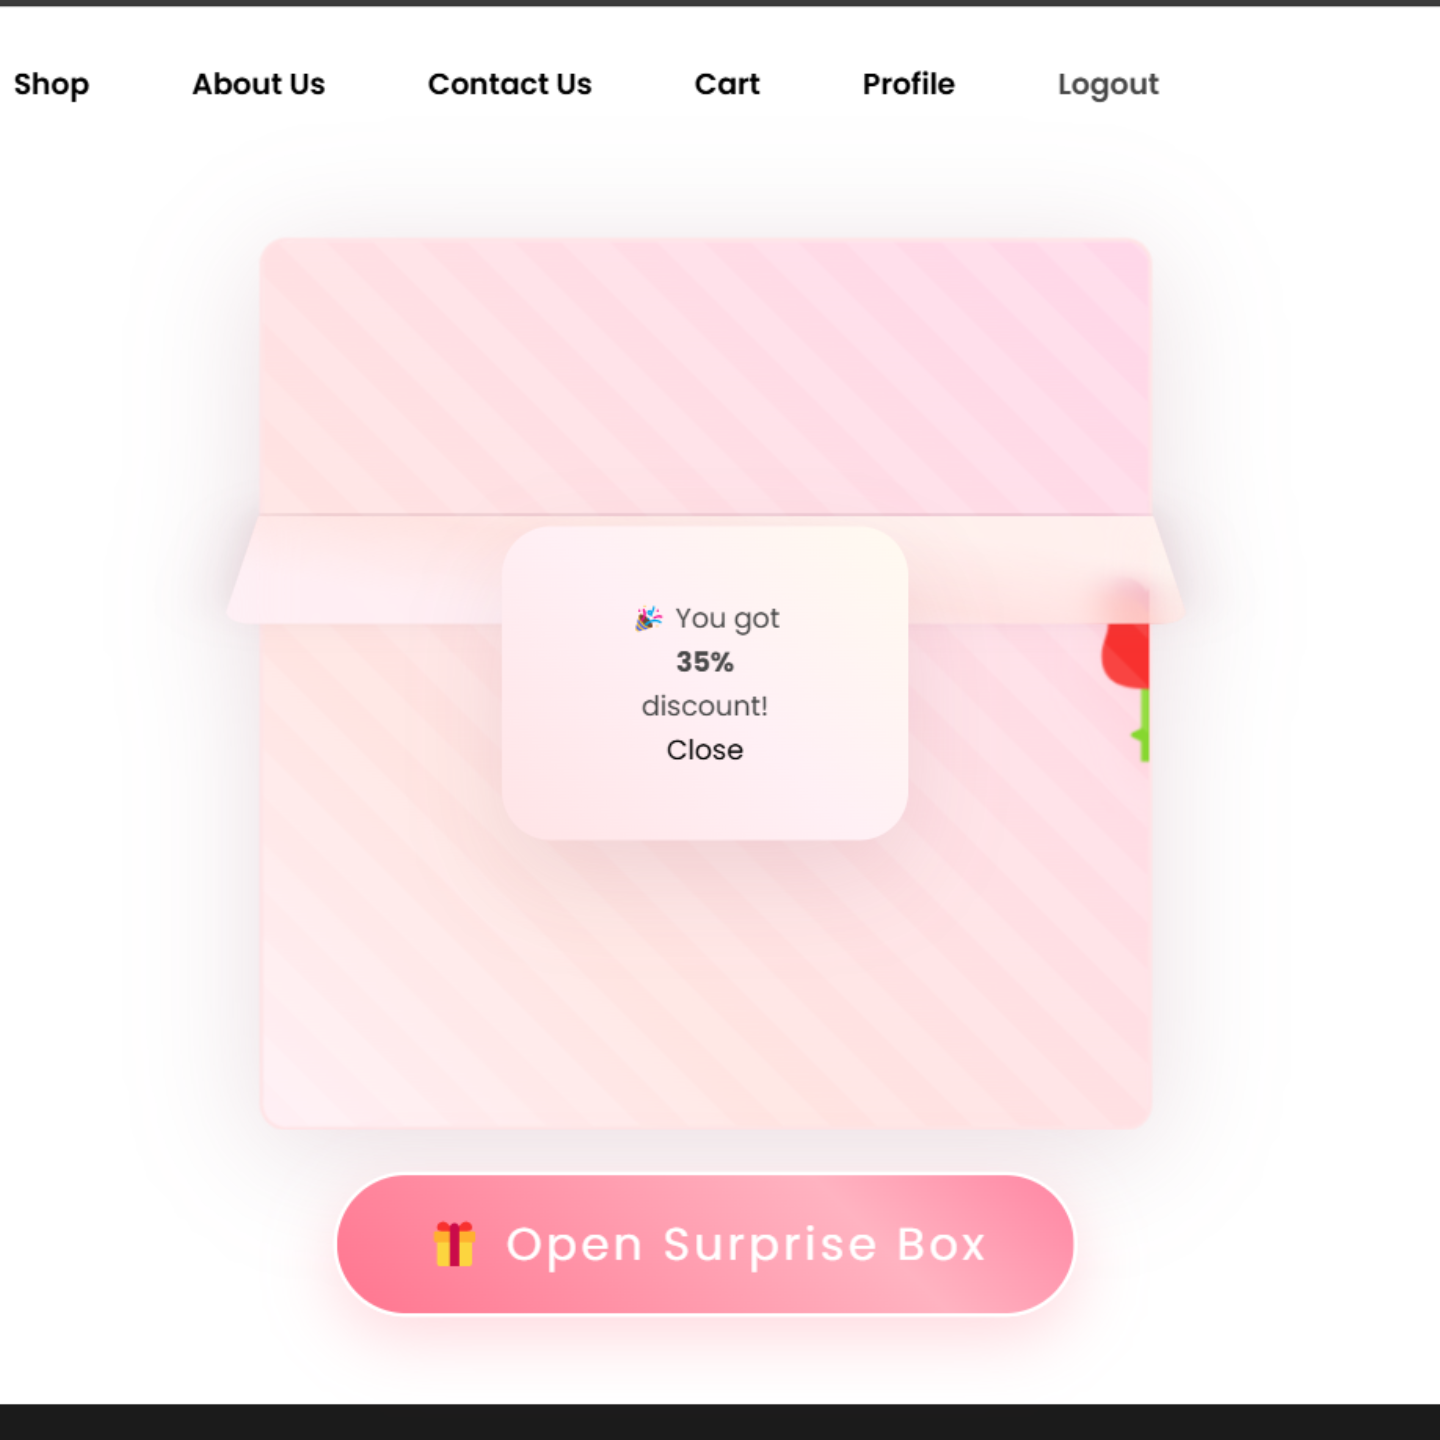 Shop About Us Contact Us Cart Profile Logout
🎉 You got
35%
discount!
Close
🎁 Open Surprise Box